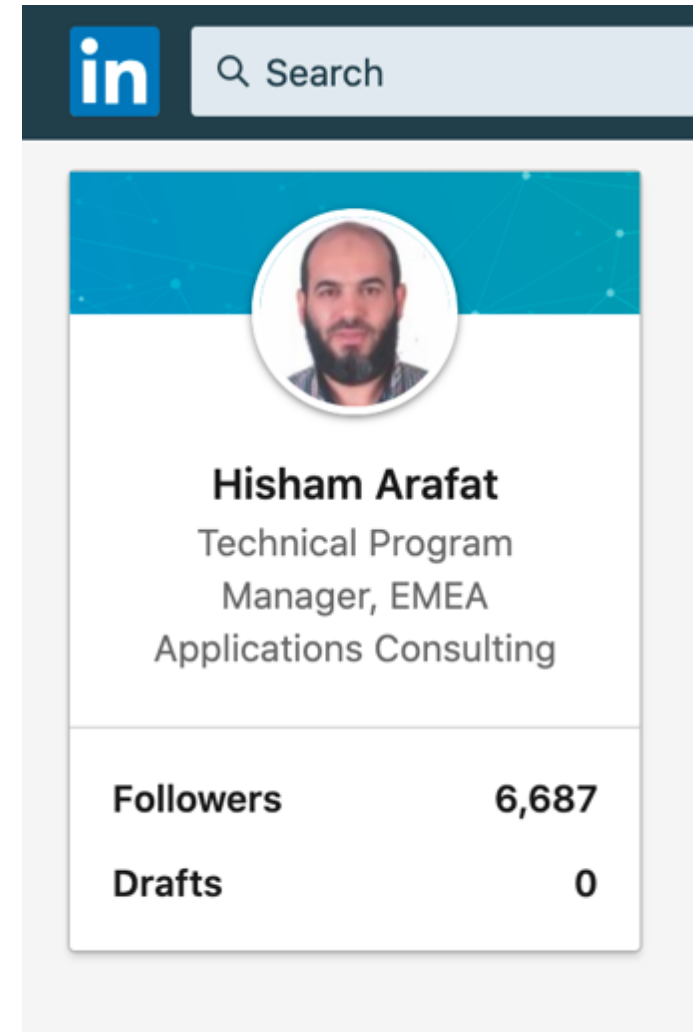 in
Search
Hisham Arafat
Technical Program
Manager, EMEA
Applications Consulting
Followers 6,687
Drafts 0